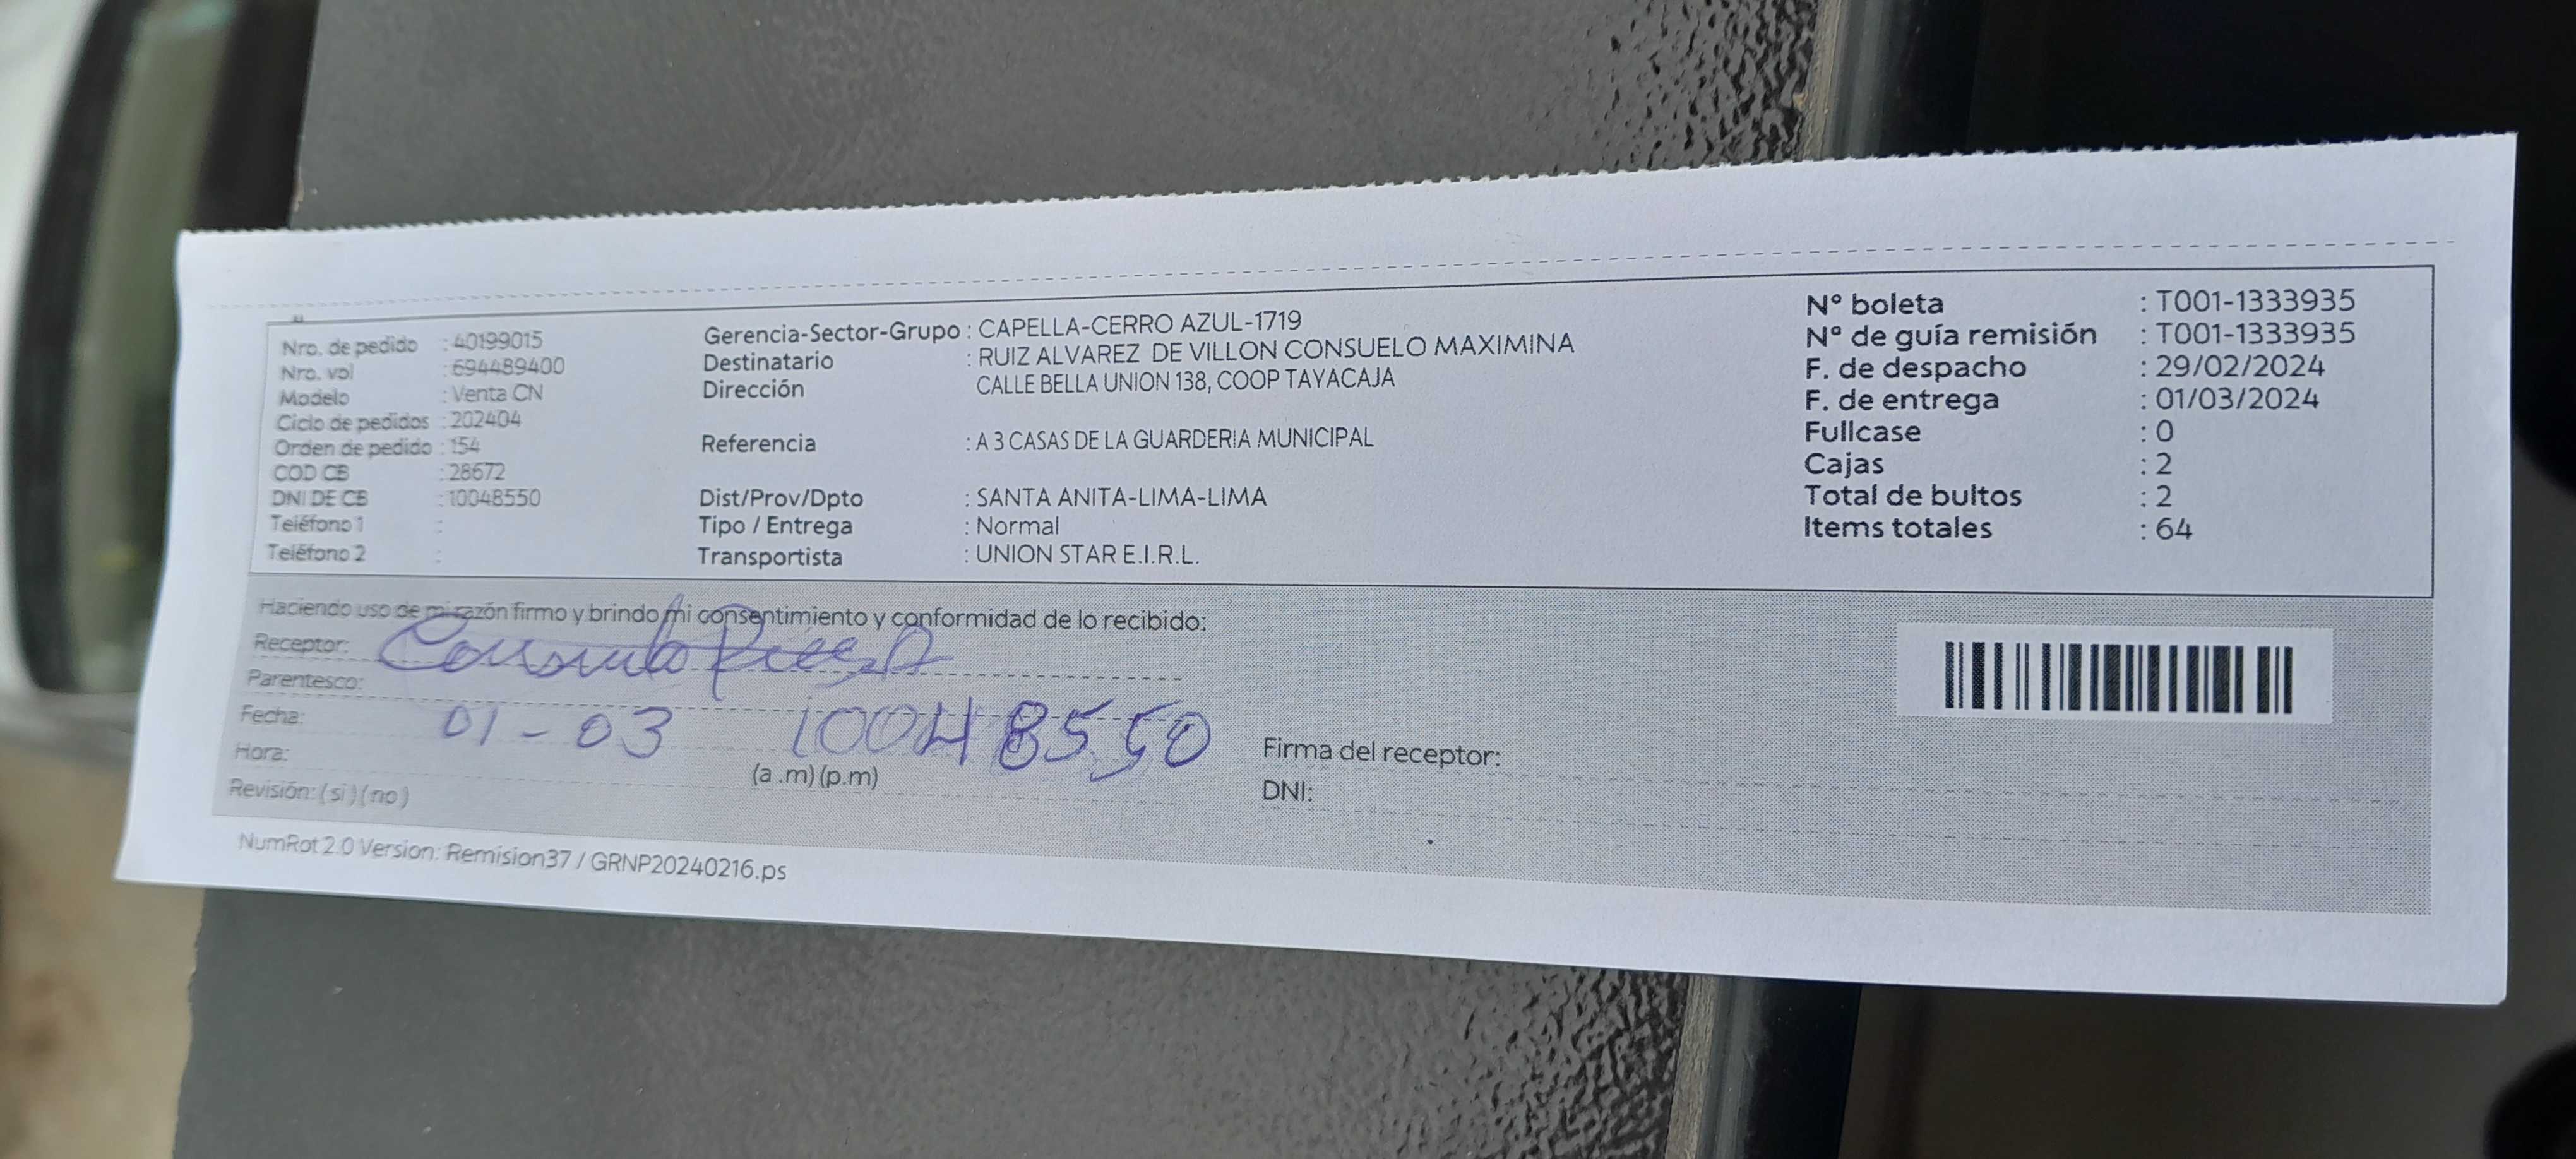 Nro. de pedido : 40199015
Nro. vol : 694489400
Modelo : Venta CN
Ciclo de pedidos : 202404
Orden de pedido : 154
COD CB : 28672
DNI DE CB : 10048550
Teléfono 1 :
Teléfono 2 :
Gerencia-Sector-Grupo : CAPELLA-CERRO AZUL-1719
Destinatario : RUIZ ALVAREZ DE VILLON CONSUELO MAXIMINA
Dirección CALLE BELLA UNION 138, COOP TAYACAJA
Referencia : A 3 CASAS DE LA GUARDERIA MUNICIPAL
Dist/Prov/Dpto : SANTA ANITA-LIMA-LIMA
Tipo / Entrega : Normal
Transportista : UNION STAR E.I.R.L.
Nº boleta : T001-1333935
Nº de guía remisión : T001-1333935
F. de despacho : 29/02/2024
F. de entrega : 01/03/2024
Fullcase : 0
Cajas : 2
Total de bultos : 2
Items totales : 64
Haciendo uso de mi razón firmo y brindo mi consentimiento y conformidad de lo recibido:
Receptor: Consuelo
Parentesco:
Fecha: 01-03 10048550
Hora: (a .m) (p.m)
Revisión: ( si ) ( no )
Firma del receptor:
DNI:
NumRot 2.0 Version: Remision37 / GRNP20240216.ps